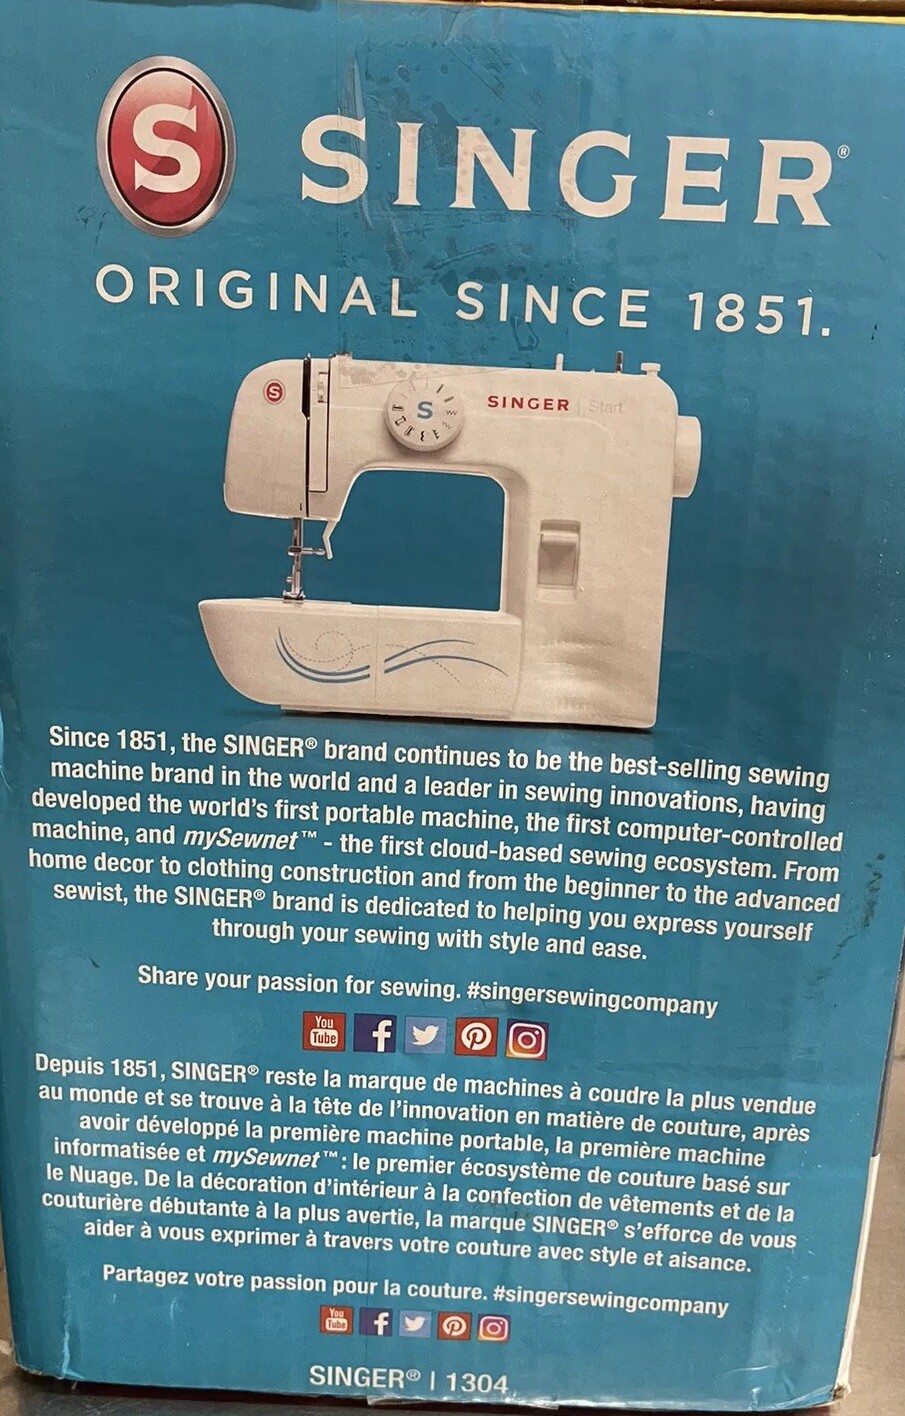 S SINGER®
ORIGINAL SINCE 1851.
S
S
SINGER | Start
Since 1851, the SINGER® brand continues to be the best-selling sewing
machine brand in the world and a leader in sewing innovations, having
developed the world's first portable machine, the first computer-controlled
machine, and mySewnet™ - the first cloud-based sewing ecosystem. From
home decor to clothing construction and from the beginner to the advanced
sewist, the SINGER® brand is dedicated to helping you express yourself
through your sewing with style and ease.
Share your passion for sewing. #singersewingcompany
You
Tube
Depuis 1851, SINGER® reste la marque de machines à coudre la plus vendue
au monde et se trouve à la tête de l'innovation en matière de couture, après
avoir développé la première machine portable, la première machine
informatisée et mySewnet™: le premier écosystème de couture basé sur
le Nuage. De la décoration d'intérieur à la confection de vêtements et de la
couturière débutante à la plus avertie, la marque SINGER® s'efforce de vous
aider à vous exprimer à travers votre couture avec style et aisance.
Partagez votre passion pour la couture. #singersewingcompany
You
Tube
SINGER® | 1304